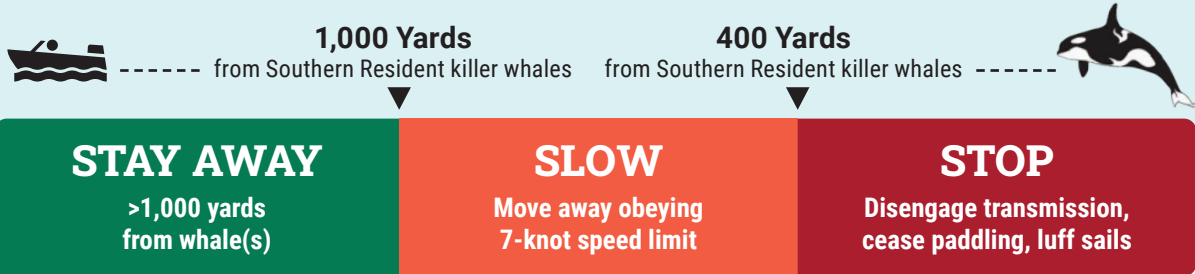 1,000 Yards
from Southern Resident killer whales
400 Yards
from Southern Resident killer whales
STAY AWAY
>1,000 yards
from whale(s)
SLOW
Move away obeying
7-knot speed limit
STOP
Disengage transmission,
cease paddling, luff sails